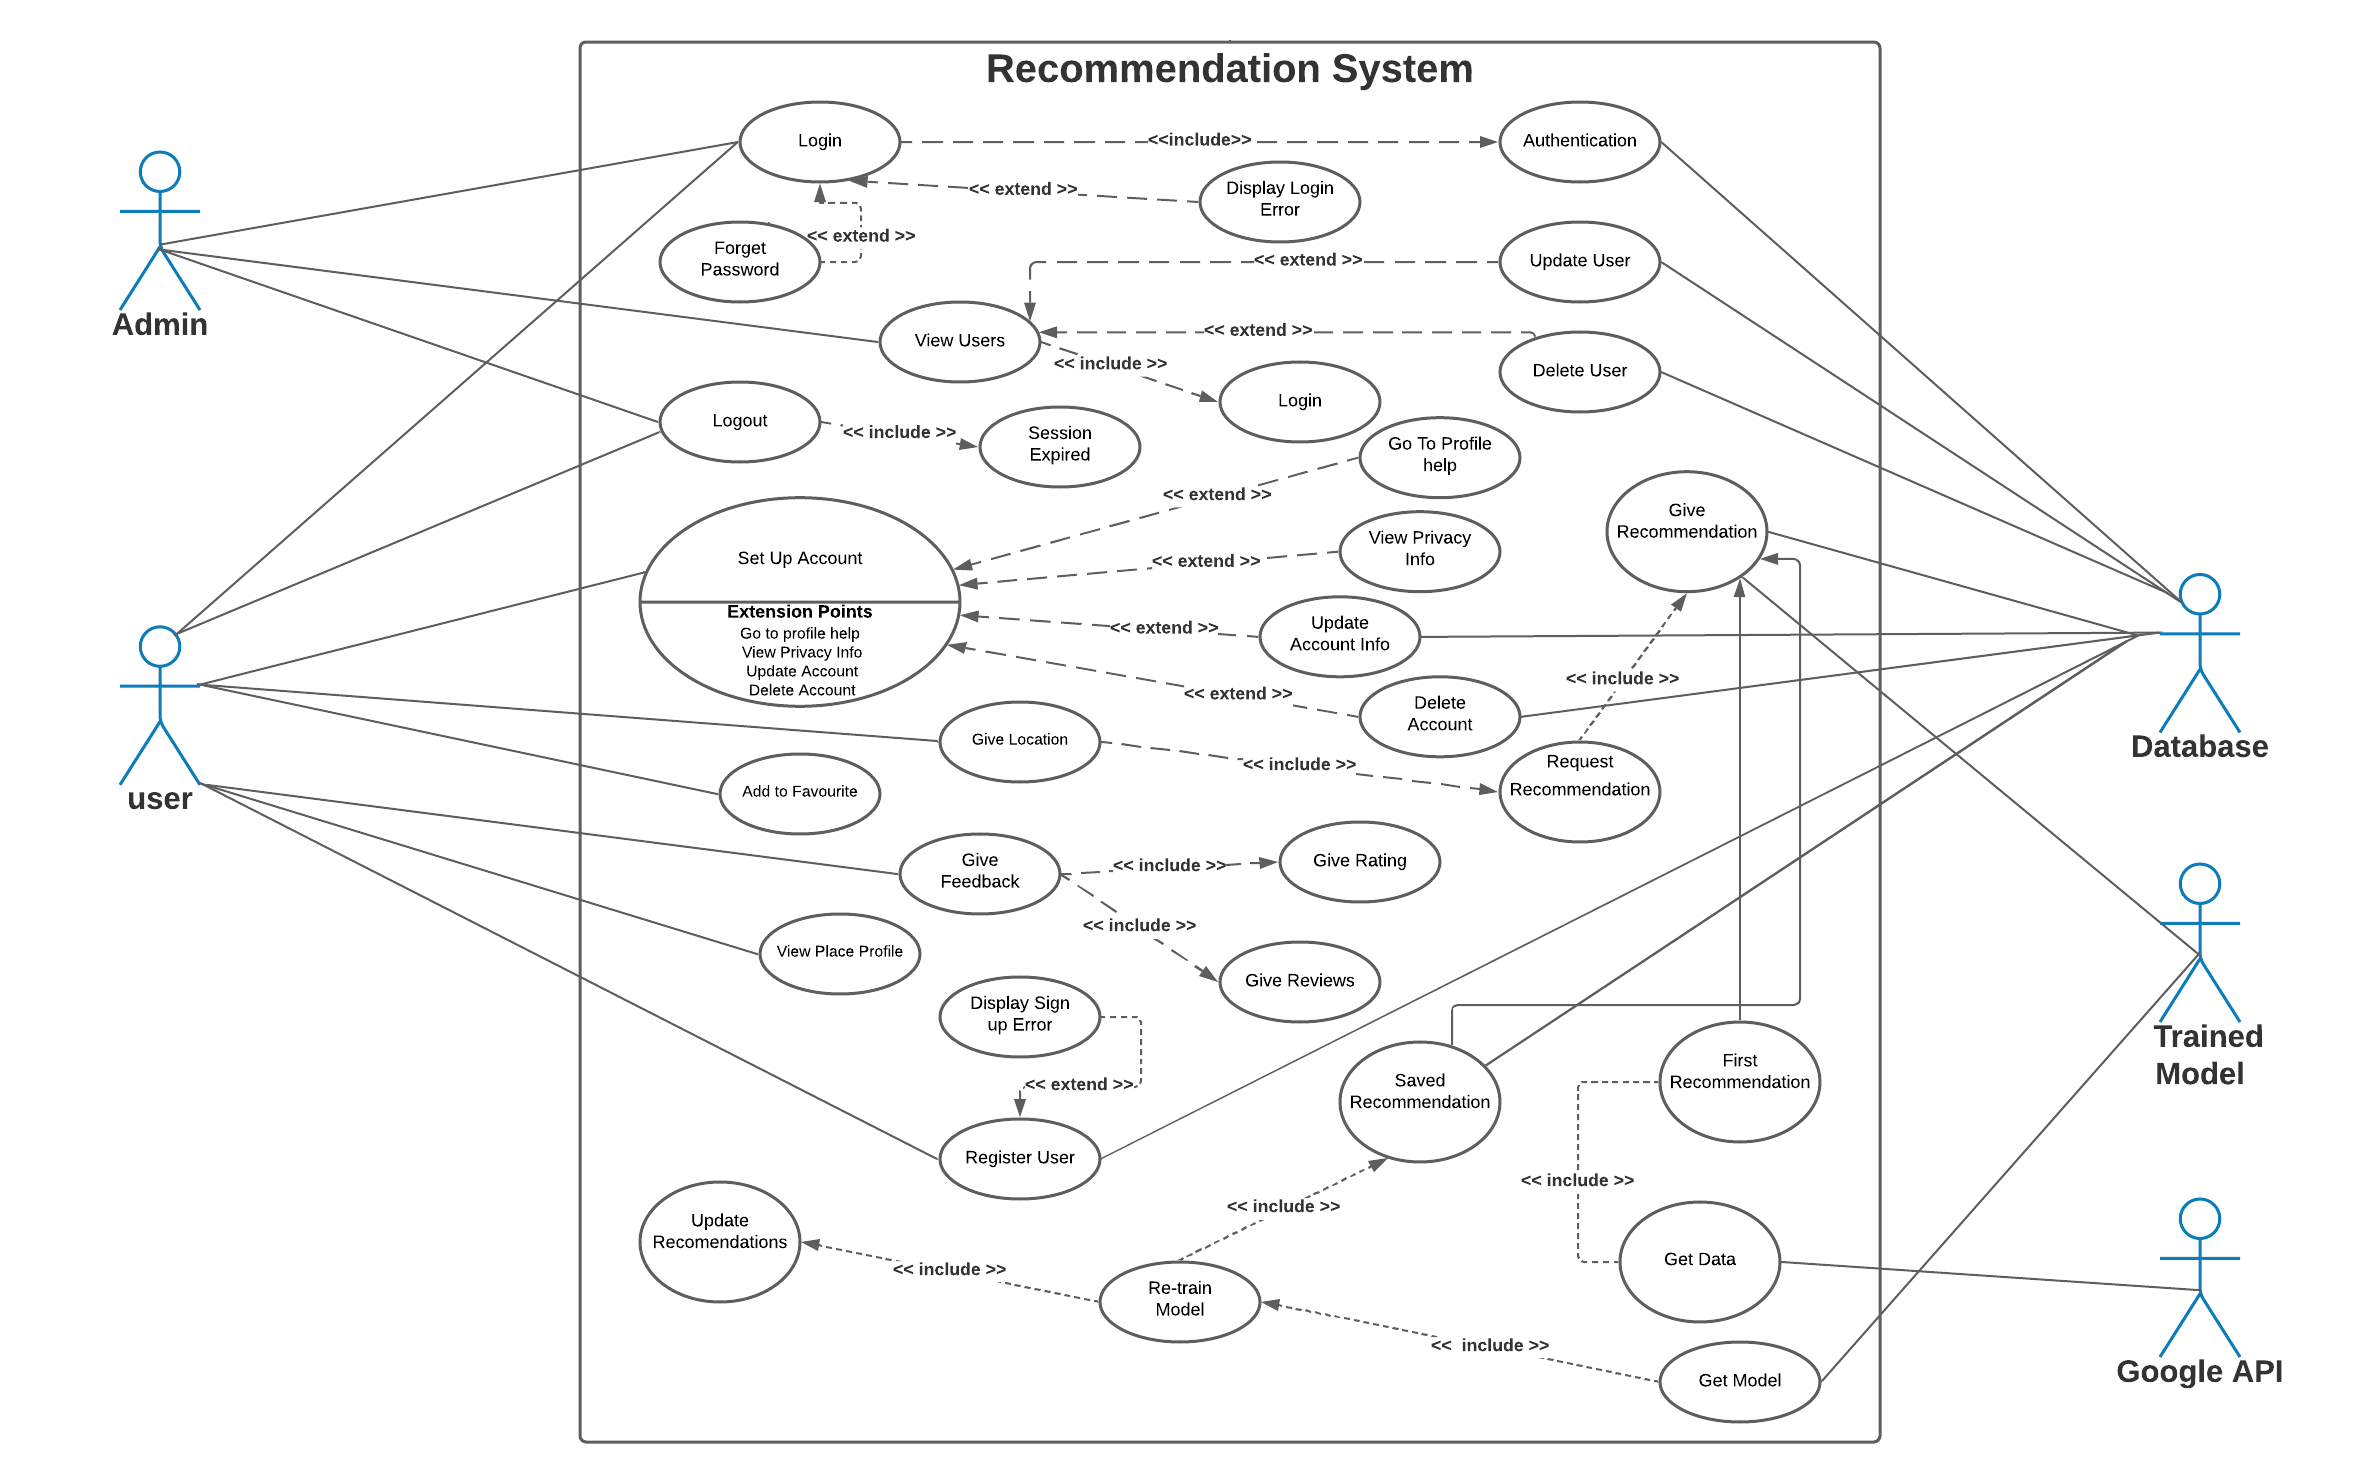 Recommendation System
Login
<<include>>
Authentication
<< extend >>
Display Login
Error
Forget
Password
<< extend >>
<< extend >>
Update User
Admin
View Users
<< extend >>
<< include >>
Delete User
Login
Logout
<< include >>
Session
Expired
Go To Profile
help
<< extend >>
Give
Recommendation
View Privacy
Info
<< extend >>
Set Up Account
Extension Points
Go to profile help
View Privacy Info
Update Account
Delete Account
<< extend >>
Update
Account Info
<< include >>
<< extend >>
Delete
Account
Database
Give Location
<< include >>
Request
Recommendation
user
Add to Favourite
Give
Feedback
<< include >>
Give Rating
<< include >>
View Place Profile
Give Reviews
Display Sign
up Error
<< extend >>
Trained
Model
Saved
Recommendation
First
Recommendation
Register User
<< include >>
<< include >>
Update
Recomendations
<< include >>
Re-train
Model
Get Data
<<  include >>
Get Model
Google API